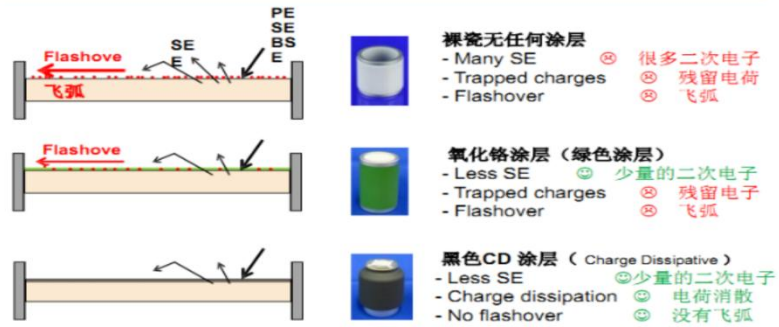 PE
SE
BS
E
SE
E
Flashove
飞弧
裸瓷无任何涂层
- Many SE ☹ 很多二次电子
- Trapped charges ☹ 残留电荷
- Flashover ☹ 飞弧
Flashove
氧化铬涂层（绿色涂层）
- Less SE ☺ 少量的二次电子
- Trapped charges ☹ 残留电子
- Flashover ☹ 飞弧
黑色CD 涂层（ Charge Dissipative ）
- Less SE ☺少量的二次电子
- Charge dissipation ☺ 电荷消散
- No flashover ☺ 没有飞弧